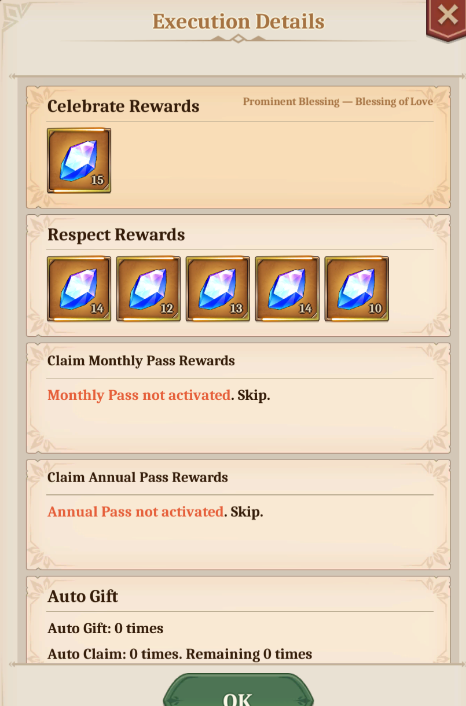 Execution Details
Celebrate Rewards
Prominent Blessing — Blessing of Love
15
Respect Rewards
14 12 13 14 10
Claim Monthly Pass Rewards
Monthly Pass not activated. Skip.
Claim Annual Pass Rewards
Annual Pass not activated. Skip.
Auto Gift
Auto Gift: 0 times
Auto Claim: 0 times. Remaining 0 times
OK